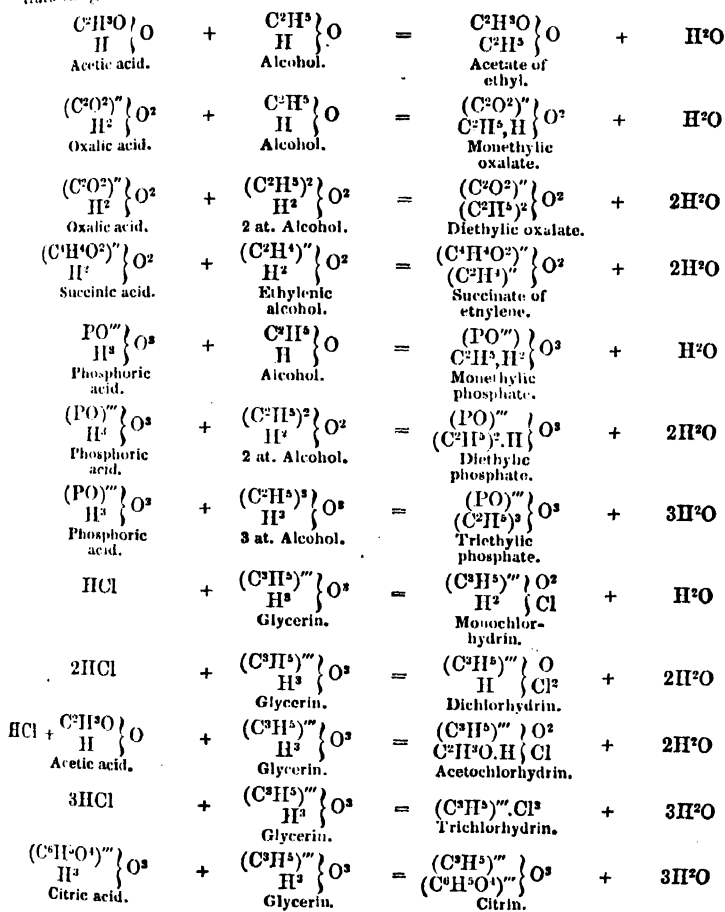 C²H³O } O + C²H⁵ } O = C²H³O } O + H²O
H H C²H⁵
Acetic acid. Alcohol. Acetate of
ethyl.
(C²O²)″ } O² + C²H⁵ } O = (C²O²)″ } O² + H²O
H² H C²H⁵,H
Oxalic acid. Alcohol. Monethylic
oxalate.
(C²O²)″ } O² + (C²H⁵)² } O² = (C²O²)″ } O² + 2H²O
H² H² (C²H⁵)²
Oxalic acid. 2 at. Alcohol. Diethylic oxalate.
(C⁴H⁴O²)″ } O² + (C²H⁴)″ } O² = (C⁴H⁴O²)″ } O² + 2H²O
H² H² (C²H⁴)″
Succinic acid. Ethylenic Succinate of
alcohol. etnylene.
PO‴ } O³ + C²H⁵ } O = (PO‴) } O³ + H²O
H³ H C²H⁵,H²
Phosphoric Alcohol. Monethylic
acid. phosphate.
(PO)‴ } O³ + (C²H⁵)² } O² = (PO)‴ } O³ + 2H²O
H³ H² (C²H⁵)².H
Phosphoric 2 at. Alcohol. Diethylic
acid. phosphate.
(PO)‴ } O³ + (C²H⁵)³ } O³ = (PO)‴ } O³ + 3H²O
H³ H³ (C²H⁵)³
Phosphoric 3 at. Alcohol. Triethylic
acid. phosphate.
HCl + (C³H⁵)‴ } O³ = (C³H⁵)‴ } O² + H²O
H³ H² } Cl
Glycerin. Monochlor-
hydrin.
2HCl + (C³H⁵)‴ } O³ = (C³H⁵)‴ } O + 2H²O
H³ H } Cl²
Glycerin. Dichlorhydrin.
HCl + C²H³O } O + (C³H⁵)‴ } O³ = (C³H⁵)‴ } O² + 2H²O
H H³ C²H³O.H } Cl
Acetic acid. Glycerin. Acetochlorhydrin.
3HCl + (C³H⁵)‴ } O³ = (C³H⁵)‴.Cl³ + 3H²O
H³
Glycerin. Trichlorhydrin.
(C⁶H⁵O⁴)‴ } O³ + (C³H⁵)‴ } O³ = (C³H⁵)‴ } O³ + 3H²O
H³ H³ (C⁶H⁵O⁴)‴
Citric acid. Glycerin. Citrin.